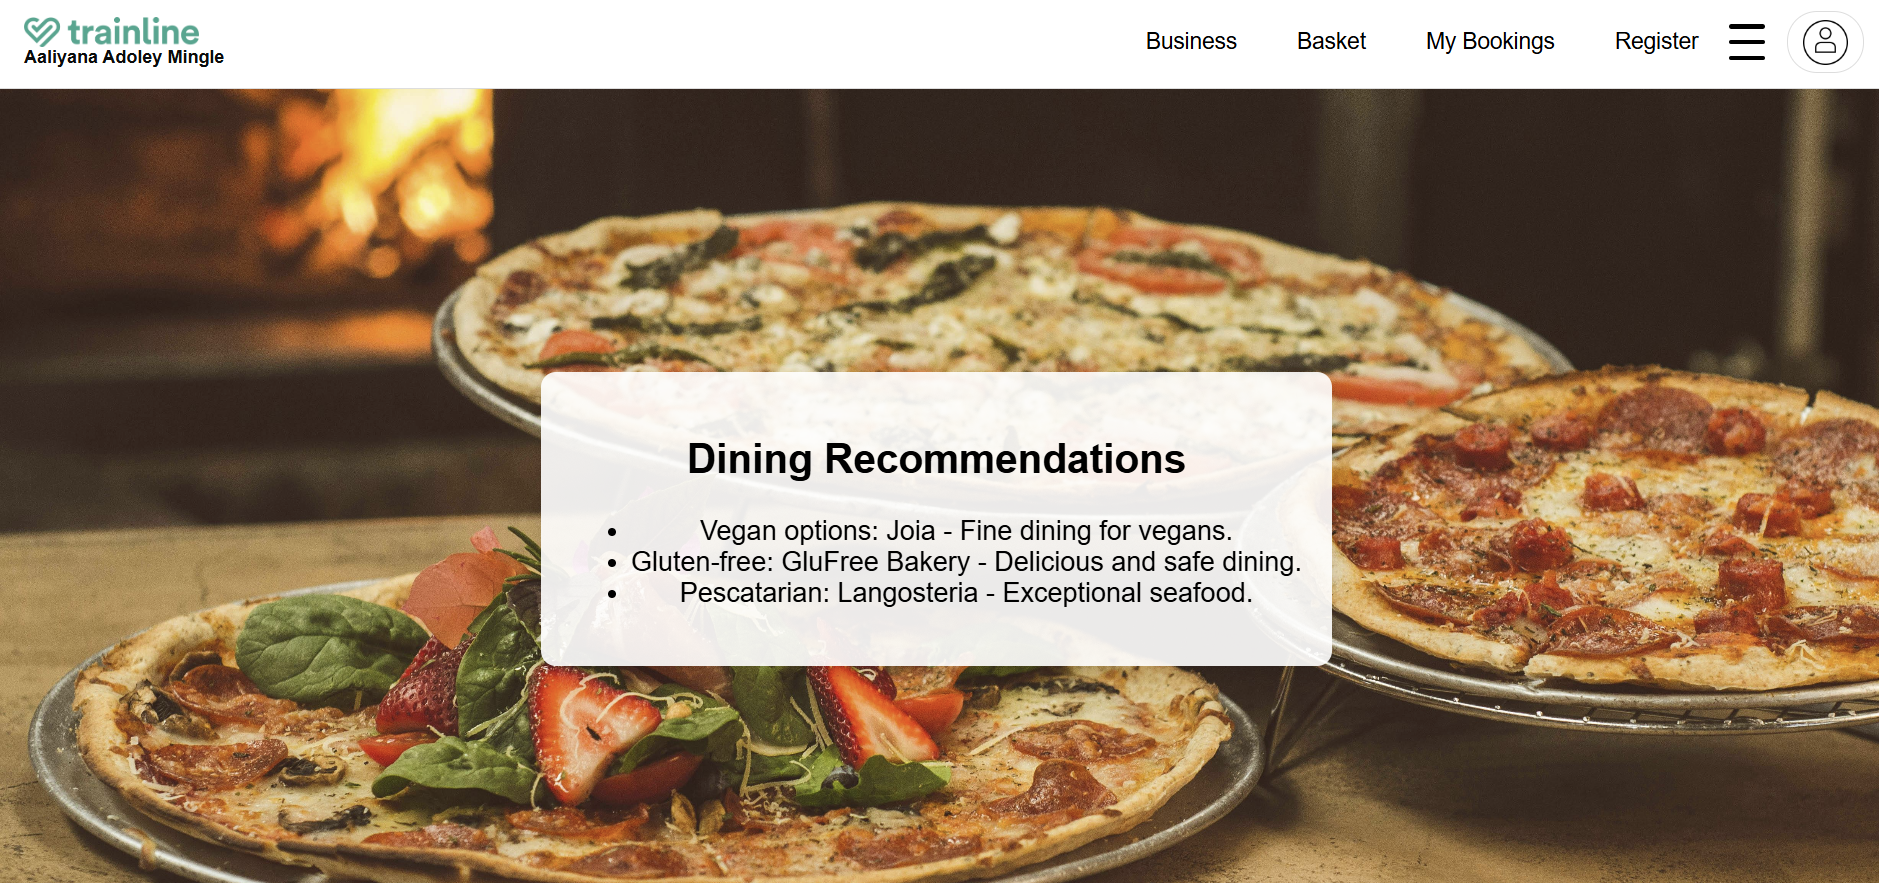 trainline
Aaliyana Adoley Mingle
Business
Basket
My Bookings
Register
Dining Recommendations
• Vegan options: Joia - Fine dining for vegans.
• Gluten-free: GluFree Bakery - Delicious and safe dining.
• Pescatarian: Langosteria - Exceptional seafood.